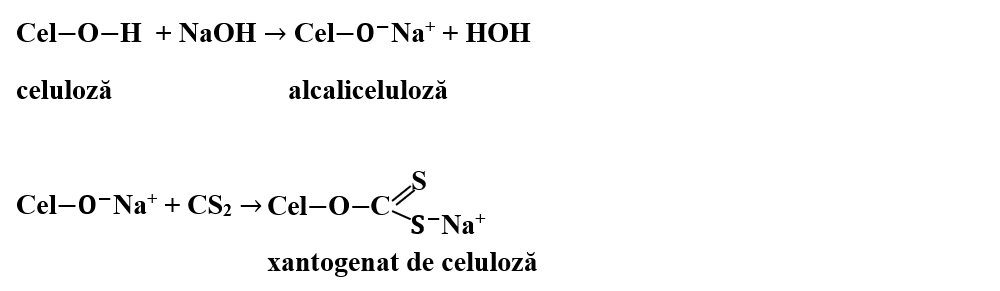 Cel−O−H + NaOH → Cel−O⁻Na⁺ + HOH
celuloză alcaliceluloză
S
Cel−O⁻Na⁺ + CS₂ → Cel−O−C
S⁻Na⁺
xantogenat de celuloză